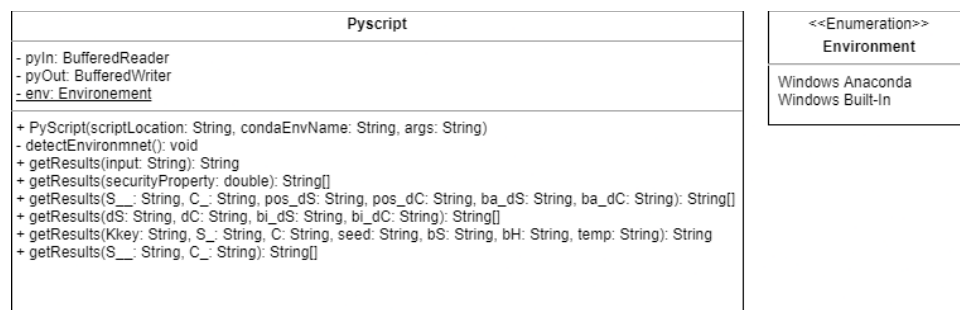 Pyscript
- pyIn: BufferedReader
- pyOut: BufferedWriter
- env: Environement
+ PyScript(scriptLocation: String, condaEnvName: String, args: String)
- detectEnvironmnet(): void
+ getResults(input: String): String
+ getResults(securityProperty: double): String[]
+ getResults(S__: String, C_: String, pos_dS: String, pos_dC: String, ba_dS: String, ba_dC: String): String[]
+ getResults(dS: String, dC: String, bi_dS: String, bi_dC: String): String[]
+ getResults(Kkey: String, S_: String, C: String, seed: String, bS: String, bH: String, temp: String): String
+ getResults(S__: String, C_: String): String[]
<<Enumeration>>
Environment
Windows Anaconda
Windows Built-In